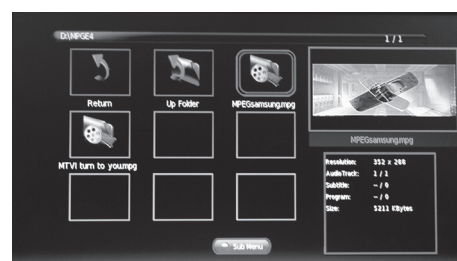 D:\MPGE4
1/1
Return
Up Folder
MPEGsamsung.mpg
MTVI turn to you.mpg
MPEGsamsung.mpg
Resolution: 352 x 288
AudioTrack: 1 / 1
Subtitle: - / 0
Program: - / 0
Size: 5211 KBytes
Sub Menu